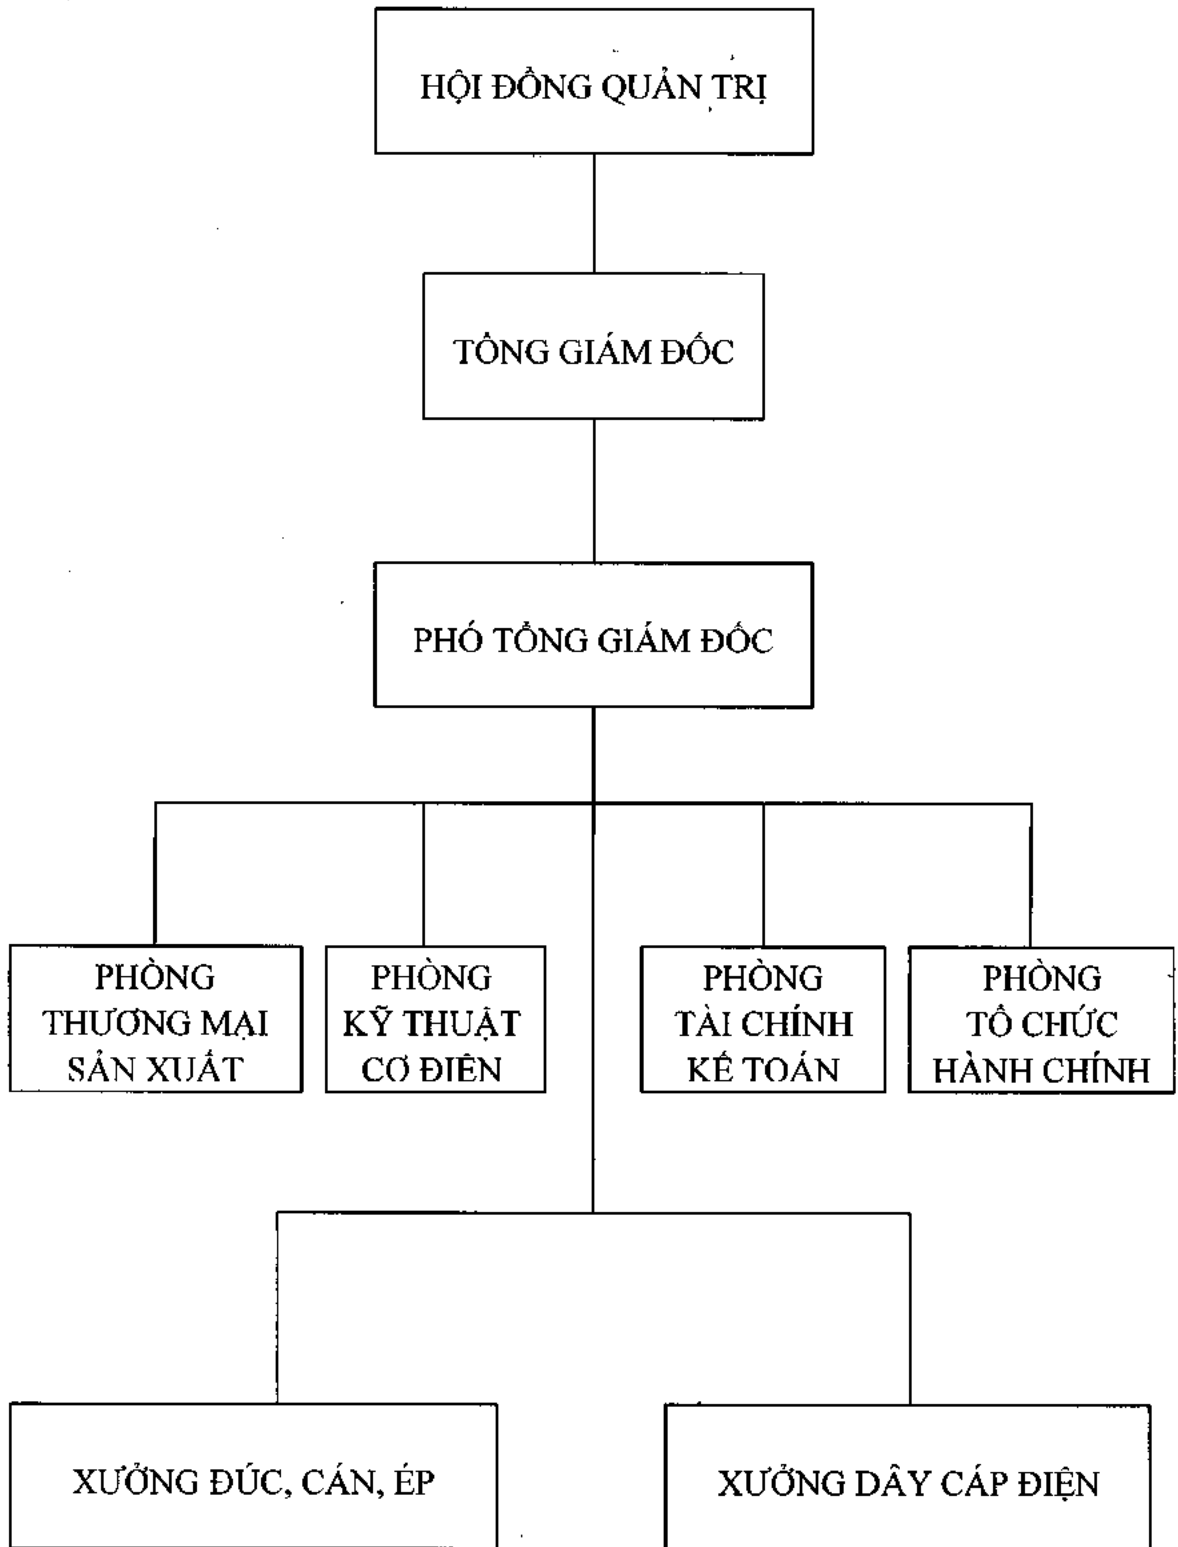 HỘI ĐỒNG QUẢN TRỊ
TỔNG GIÁM ĐỐC
PHÓ TỔNG GIÁM ĐỐC
PHÒNG
THƯƠNG MẠI
SẢN XUẤT
PHÒNG
KỸ THUẬT
CƠ ĐIÊN
PHÒNG
TÀI CHÍNH
KẾ TOÁN
PHÒNG
TỔ CHỨC
HÀNH CHÍNH
XƯỞNG ĐÚC, CÁN, ÉP
XƯỞNG DÂY CÁP ĐIỆN